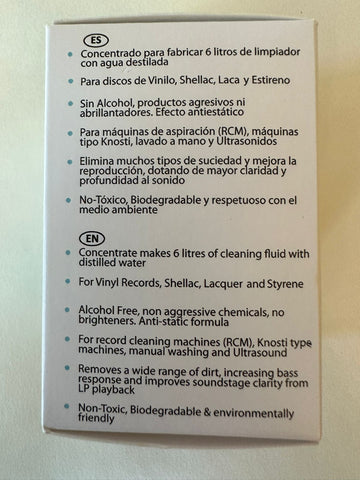 ES
• Concentrado para fabricar 6 litros de limpiador
con agua destilada
• Para discos de Vinilo, Shellac, Laca y Estireno
• Sin Alcohol, productos agresivos ni
abrillantadores. Efecto antiestático
• Para máquinas de aspiración (RCM), máquinas
tipo Knosti, lavado a mano y Ultrasonidos
• Elimina muchos tipos de suciedad y mejora la
reproducción, dotando de mayor claridad y
profundidad al sonido
• No-Tóxico, Biodegradable y respetuoso con el
medio ambiente
EN
• Concentrate makes 6 litres of cleaning fluid with
distilled water
• For Vinyl Records, Shellac, Lacquer and Styrene
• Alcohol Free, non aggressive chemicals, no
brighteners. Anti-static formula
• For record cleaning machines (RCM), Knosti type
machines, manual washing and Ultrasound
• Removes a wide range of dirt, increasing bass
response and improves soundstage clarity from
LP playback
• Non-Toxic, Biodegradable & environmentally
friendly